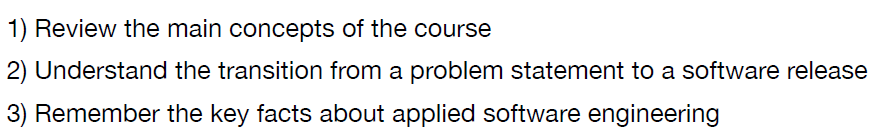 1) Review the main concepts of the course
2) Understand the transition from a problem statement to a software release
3) Remember the key facts about applied software engineering